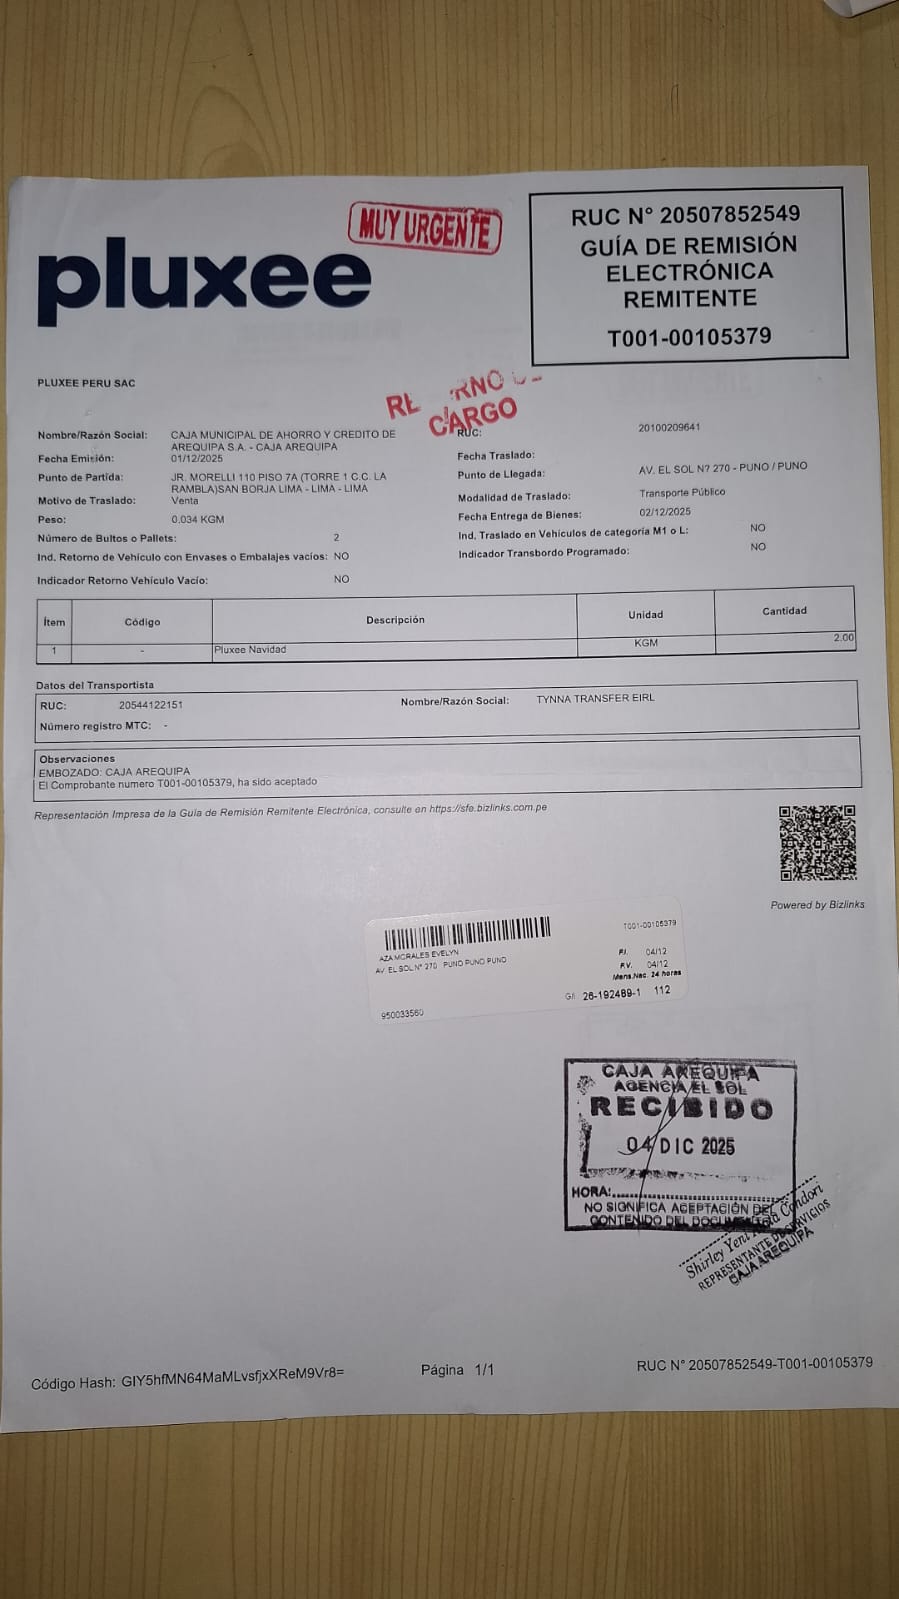 MUY URGENTE
pluxee
RUC N° 20507852549
GUÍA DE REMISIÓN
ELECTRÓNICA
REMITENTE
T001-00105379
PLUXEE PERU SAC
CARGO
Nombre/Razón Social: CAJA MUNICIPAL DE AHORRO Y CREDITO DE
AREQUIPA S.A. - CAJA AREQUIPA
RUC: 20100209641
Fecha Emisión: 01/12/2025
Fecha Traslado:
Punto de Partida: JR. MORELLI 110 PISO 7A (TORRE 1 C.C. LA
RAMBLA)SAN BORJA LIMA - LIMA - LIMA
Punto de Llegada: AV. EL SOL N? 270 - PUNO / PUNO
Motivo de Traslado: Venta
Modalidad de Traslado: Transporte Público
Peso: 0.034 KGM
Fecha Entrega de Bienes: 02/12/2025
Número de Bultos o Pallets: 2
Ind. Traslado en Vehiculos de categoría M1 o L: NO
Ind. Retorno de Vehículo con Envases o Embalajes vacíos: NO
Indicador Transbordo Programado: NO
Indicador Retorno Vehículo Vacío: NO
Ítem Código Descripción Unidad Cantidad
1 - Pluxee Navidad KGM 2.00
Datos del Transportista
RUC: 20544122151 Nombre/Razón Social: TYNNA TRANSFER EIRL
Número registro MTC: -
Observaciones
EMBOZADO: CAJA AREQUIPA
El Comprobante numero T001-00105379, ha sido aceptado
Representación Impresa de la Guía de Remisión Remitente Electrónica, consulte en https://sfe.bizlinks.com.pe
Powered by Bizlinks
T001-00105379
AZA MORALES EVELYN
AV EL SOL N° 270 PUNO PUNO PUNO
04/12
F.V. 04/12
Mens.Nac. 24 horas
26-192489-1 112
950033560
CAJA AREQUIPA
AGENCIA EL SOL
RECIBIDO
04 DIC 2025
HORA:
NO SIGNIFICA ACEPTACIÓN DEL
CONTENIDO DEL DOCUMENTO
Shirley Yeni Condori
REPRESENTANTE DE SERVICIOS
CAJA AREQUIPA
Código Hash: GIY5hfMN64MaMLvsfjxXReM9Vr8=
Página 1/1
RUC N° 20507852549-T001-00105379